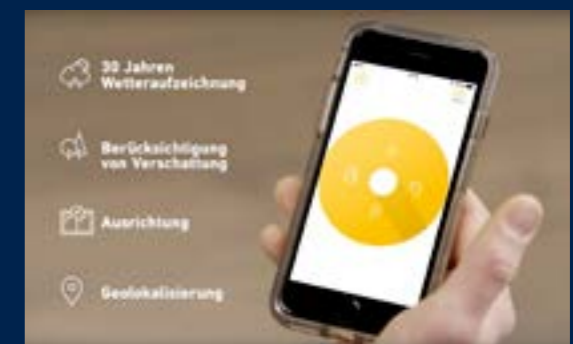 30 Jahren
Wetteraufzeichnung
Berücksichtigung
von Verschattung
Ausrichtung
Geolokalisierung